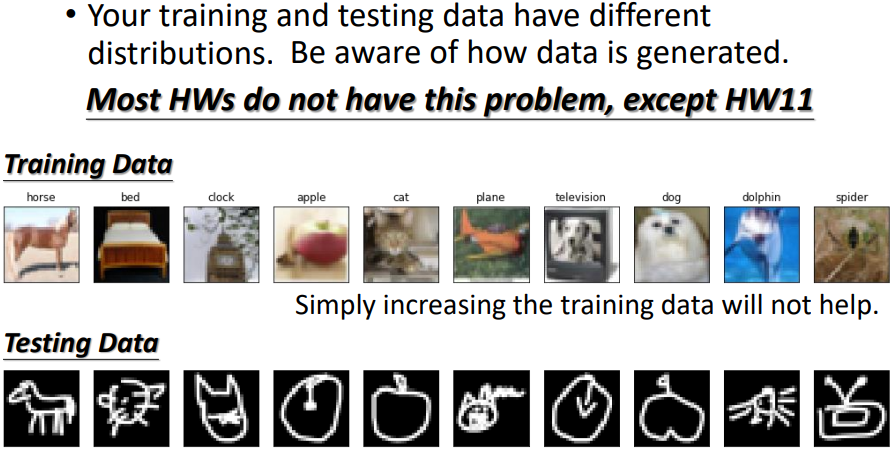 • Your training and testing data have different
distributions. Be aware of how data is generated.
Most HWs do not have this problem, except HW11
Training Data
horse bed clock apple cat plane television dog dolphin spider
Simply increasing the training data will not help.
Testing Data